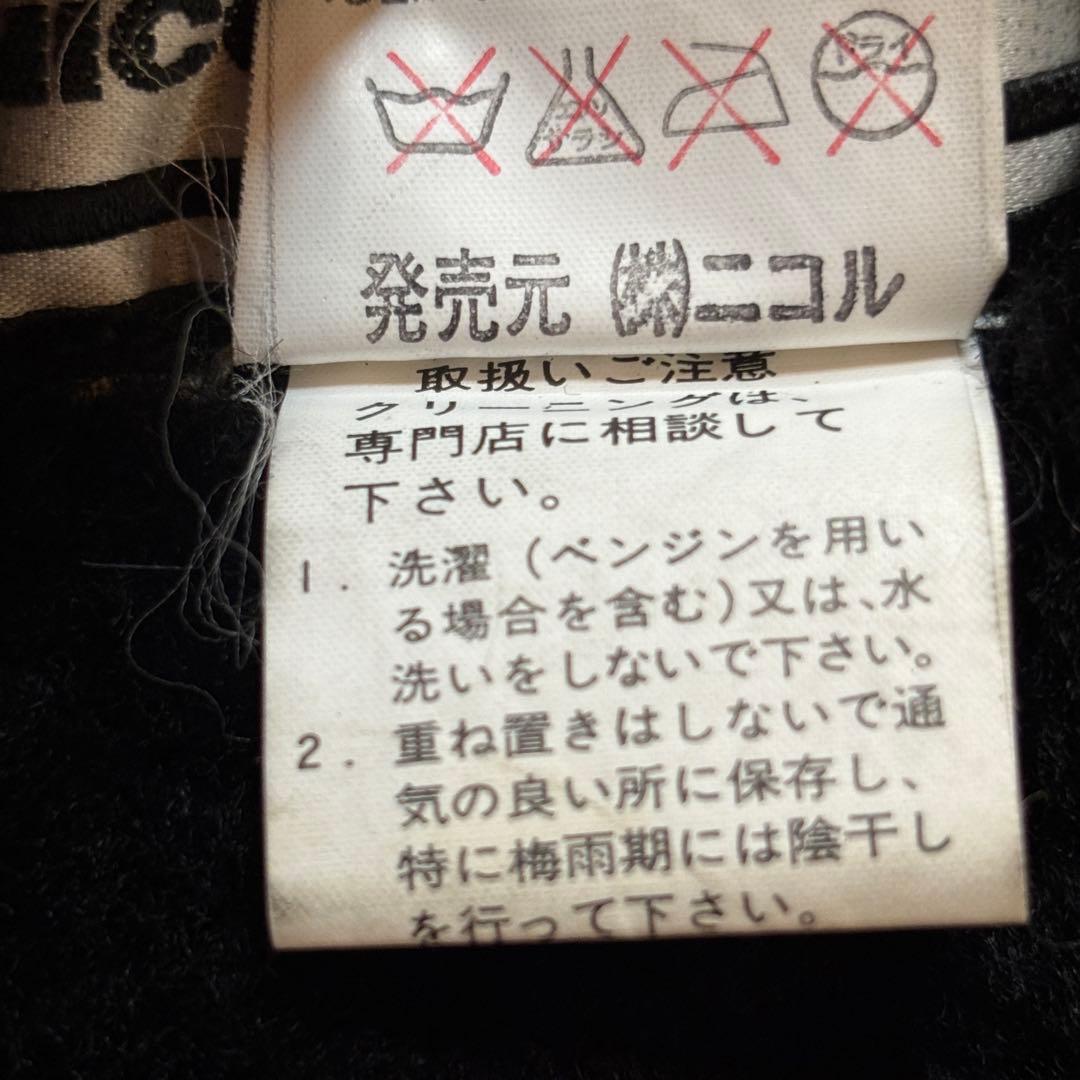 ドライ
発売元 ㈱ニコル
取扱いご注意
クリーニングは、
専門店に相談して
下さい。
1. 洗濯(ベンジンを用い
る場合を含む)又は、水
洗いをしないで下さい。
2. 重ね置きはしないで通
気の良い所に保存し、
特に梅雨期には陰干し
を行って下さい。